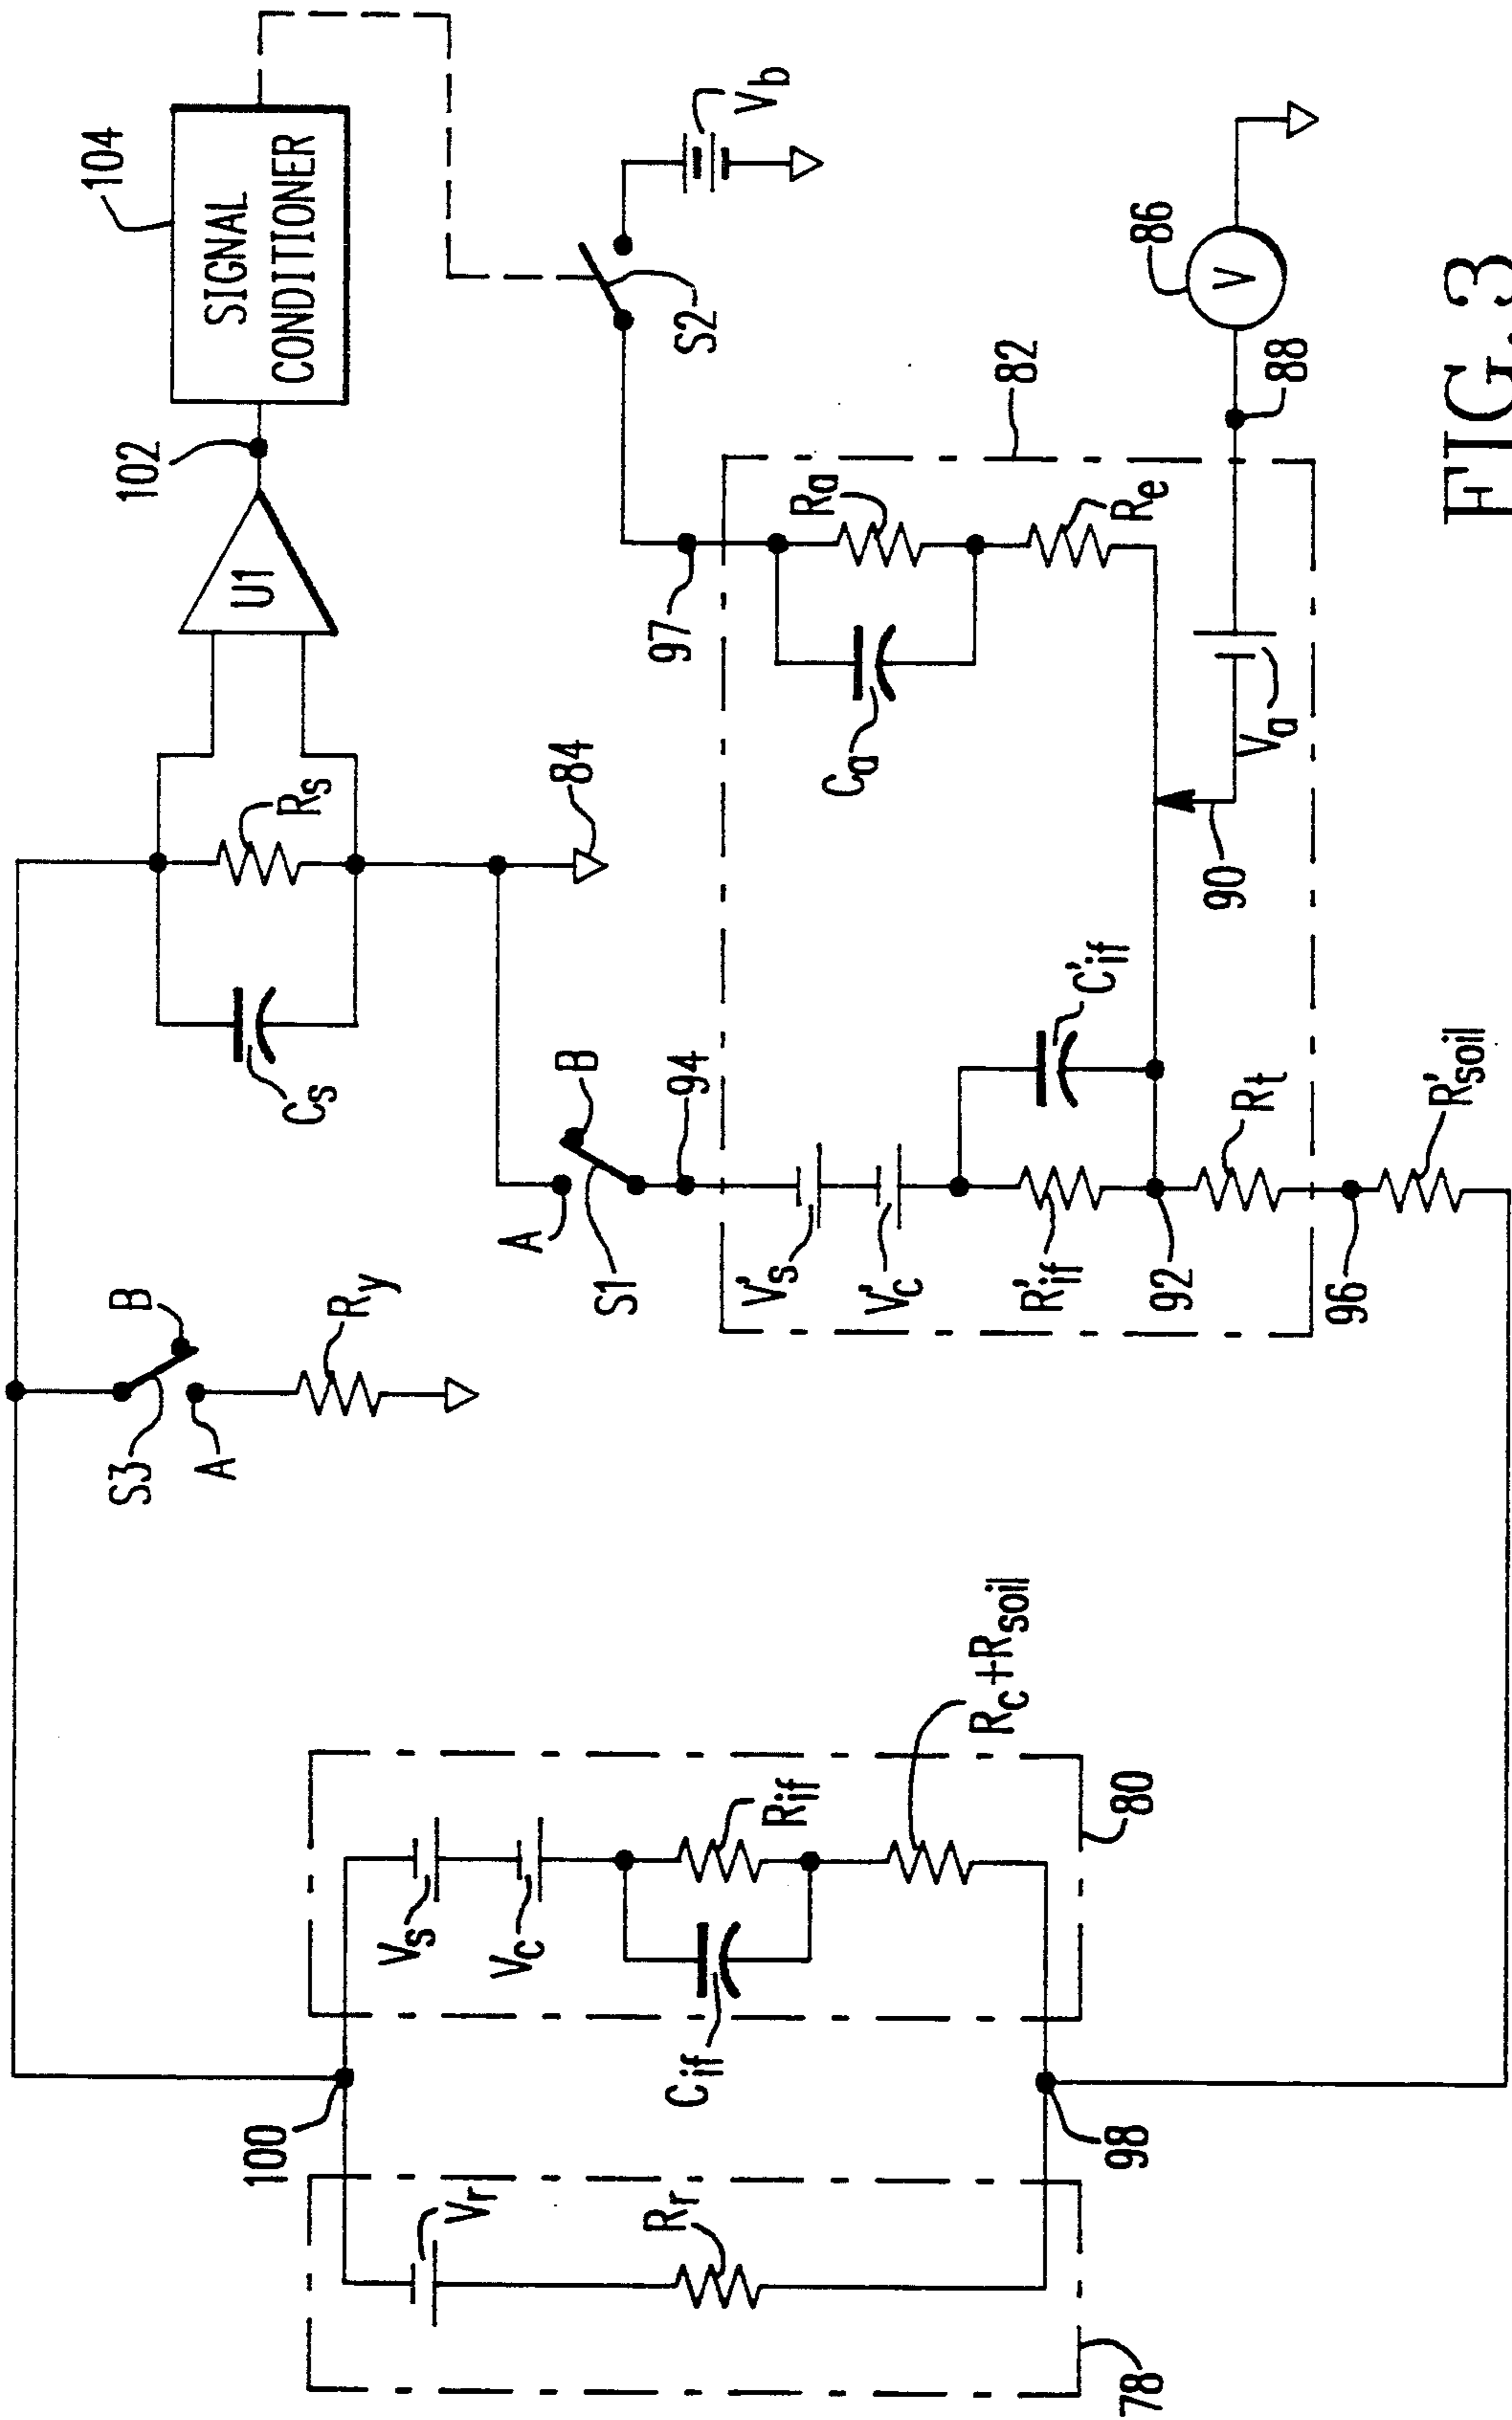 104
SIGNAL
CONDITIONER
102
U1
Rs
Cs
84
Vb
S2
B
S3
A
Ry
B
A
S1
94
97
82
Ra
Ca
Re
86
V
88
Va
90
V's
V'c
R'if
C'if
92
Rt
96
R'soil
100
Vs
Vc
Rif
Cif
Rc+Rsoil
80
98
Vr
Rr
78
FIG.3